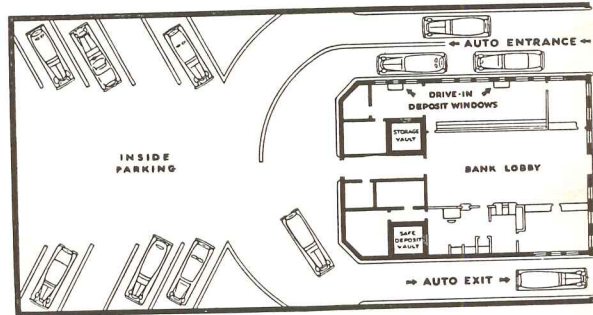 ← AUTO ENTRANCE ←
DRIVE-IN
DEPOSIT WINDOWS
STORAGE
VAULT
INSIDE
PARKING
BANK LOBBY
SAFE
DEPOSIT
VAULT
→ AUTO EXIT →